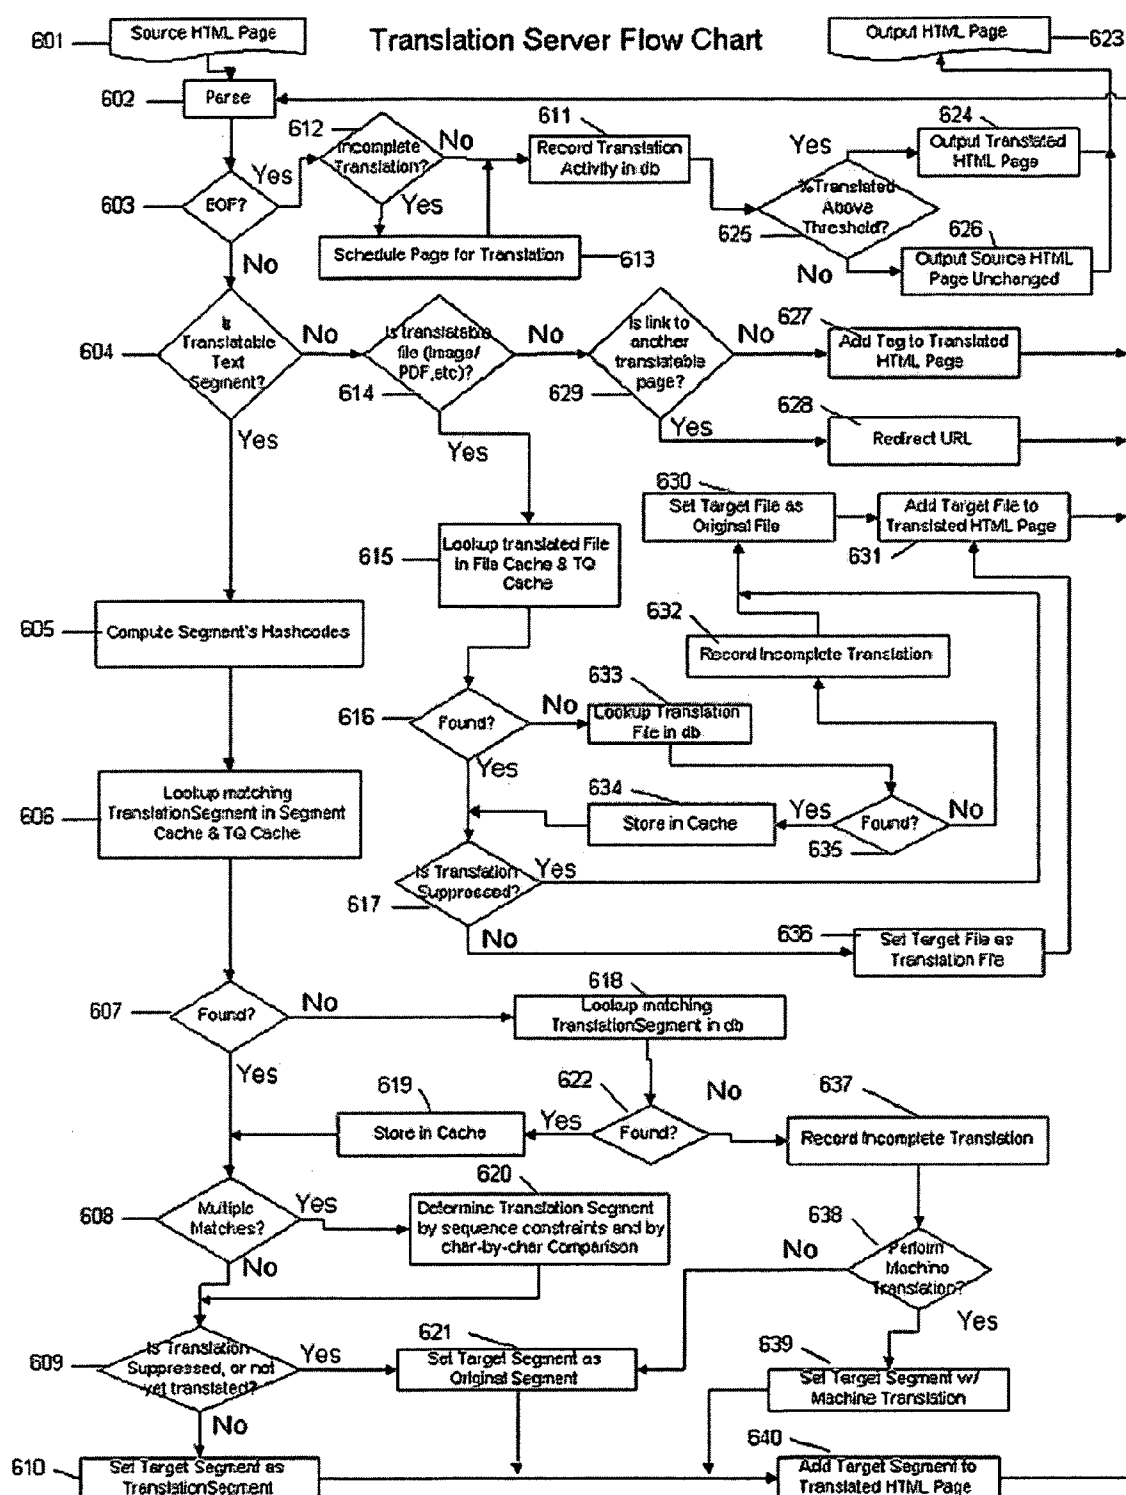 Translation Server Flow Chart
601
Source HTML Page
Output HTML Page
623
602
Parse
612
Incomplete
Translation?
No
Yes
611
Record Translation
Activity in db
624
Yes
Output Translated
HTML Page
603
EOF?
Yes
No
%Translated
Above
Threshold?
625
626
No
Output Source HTML
Page Unchanged
Schedule Page for Translation
613
604
Is
Translatable
Text
Segment?
No
Yes
Is translatable
file (Image/
PDF,etc)?
614
No
Yes
Is link to
another
translatable
page?
629
No
Yes
627
Add Tag to Translated
HTML Page
628
Redirect URL
630
Set Target File as
Original File
Add Target File to
Translated HTML Page
631
615
Lookup translated File
in File Cache & TQ
Cache
605
Compute Segment's Hashcodes
632
Record Incomplete Translation
616
Found?
No
Yes
633
Lookup Translation
File in db
606
Lookup matching
TranslationSegment in Segment
Cache & TQ Cache
634
Store in Cache
Yes
Found?
No
635
617
Is Translation
Suppressed?
Yes
No
636
Set Target File as
Translation File
607
Found?
No
Yes
618
Lookup matching
TranslationSegment in db
619
Store in Cache
Yes
622
Found?
No
637
Record Incomplete Translation
608
Multiple
Matches?
Yes
No
620
Determine Translation Segment
by sequence constraints and by
char-by-char Comparison
638
No
Perform
Machine
Translation?
Yes
609
Is Translation
Suppressed, or not
yet translated?
Yes
No
621
Set Target Segment as
Original Segment
639
Set Target Segment w/
Machine Translation
610
Set Target Segment as
TranslationSegment
640
Add Target Segment to
Translated HTML Page